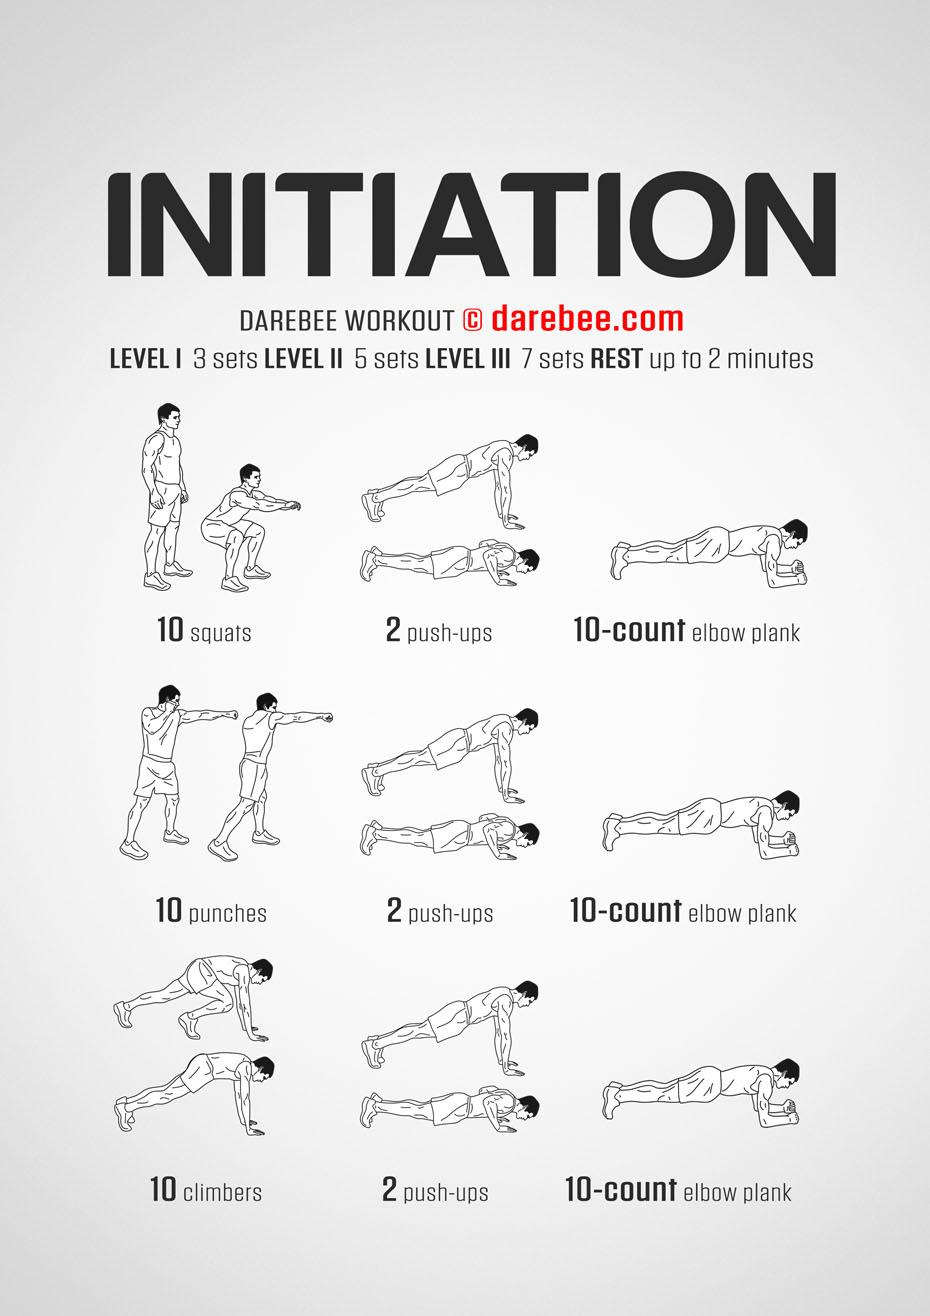 INITIATION
DAREBEE WORKOUT © darebee.com
LEVEL I 3 sets LEVEL II 5 sets LEVEL III 7 sets REST up to 2 minutes
10 squats
2 push-ups
10-count elbow plank
10 punches
2 push-ups
10-count elbow plank
10 climbers
2 push-ups
10-count elbow plank